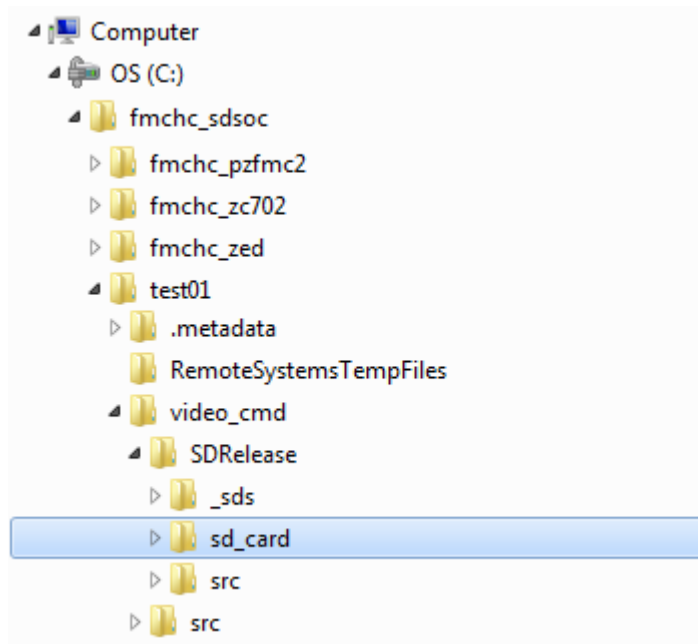 Computer
OS (C:)
fmchc_sdsoc
fmchc_pzfmc2
fmchc_zc702
fmchc_zed
test01
.metadata
RemoteSystemsTempFiles
video_cmd
SDRelease
_sds
sd_card
src
src